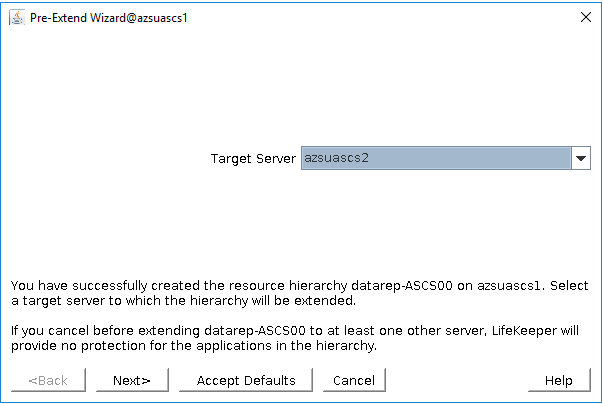 Pre-Extend Wizard@azsuascs1
Target Server azsuascs2
You have successfully created the resource hierarchy datarep-ASCS00 on azsuascs1. Select
a target server to which the hierarchy will be extended.
If you cancel before extending datarep-ASCS00 to at least one other server, LifeKeeper will
provide no protection for the applications in the hierarchy.
<Back Next> Accept Defaults Cancel Help